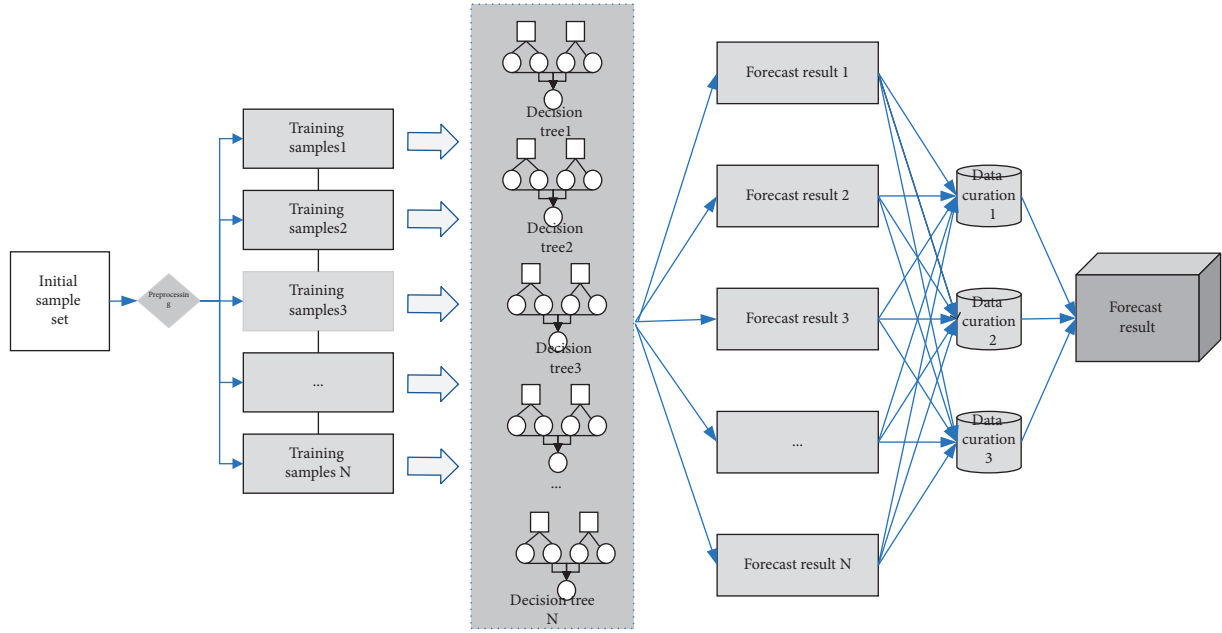 Initial
sample
set
Preprocessin
g
Training
samples1
Training
samples2
Training
samples3
...
Training
samples N
Decision
tree1
Decision
tree2
Decision
tree3
...
Decision tree
N
Forecast result 1
Forecast result 2
Forecast result 3
...
Forecast result N
Data
curation
1
Data
curation
2
Data
curation
3
Forecast
result